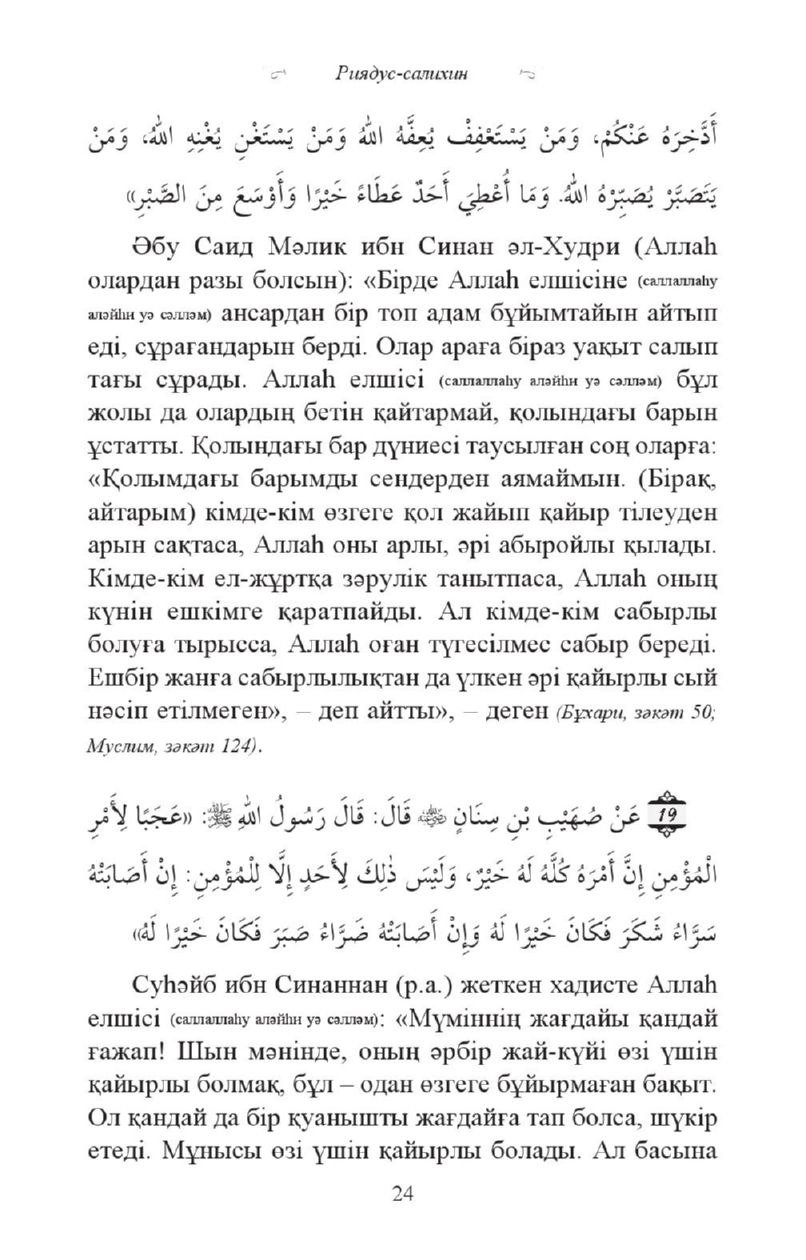 Риядус-салихин
أَدَّخِرَهُ عَنْكُمْ، وَمَنْ يَسْتَعْفِفْ يُعِفَّهُ اللهُ وَمَنْ يَسْتَغْنِ يُغْنِهِ اللهُ، وَمَنْ
يَتَصَبَّرْ يُصَبِّرْهُ اللهُ. وَمَا أُعْطِيَ أَحَدٌ عَطَاءً خَيْرًا وَأَوْسَعَ مِنَ الصَّبْرِ»
Әбу Саид Мәлик ибн Синан әл-Худри (Аллаһ
олардан разы болсын): «Бірде Аллаһ елшісіне (саллаллаһу
аләйһи уә сәлләм) ансардан бір топ адам бұйымтайын айтып
еді, сұрағандарын берді. Олар араға біраз уақыт салып
тағы сұрады. Аллаһ елшісі (саллаллаһу аләйһи уә сәлләм) бұл
жолы да олардың бетін қайтармай, қолындағы барын
ұстатты. Қолындағы бар дүниесі таусылған соң оларға:
«Қолымдағы барымды сендерден аямаймын. (Бірақ,
айтарым) кімде-кім өзгеге қол жайып қайыр тілеуден
арын сақтаса, Аллаһ оны арлы, әрі абыройлы қылады.
Кімде-кім ел-жұртқа зәрулік танытпаса, Аллаһ оның
күнін ешкімге қаратпайды. Ал кімде-кім сабырлы
болуға тырысса, Аллаһ оған түгесілмес сабыр береді.
Ешбір жанға сабырлылықтан да үлкен әрі қайырлы сый
нәсіп етілмеген», – деп айтты», – деген (Бұхари, зәкәт 50;
Муслим, зәкәт 124).
19 عَنْ صُهَيْبِ بْنِ سِنَانٍ ﷁ قَالَ: قَالَ رَسُولُ اللهِ ﷺ: «عَجَبًا لِأَمْرِ
الْمُؤْمِنِ إِنَّ أَمْرَهُ كُلَّهُ لَهُ خَيْرٌ، وَلَيْسَ ذٰلِكَ لِأَحَدٍ إِلَّا لِلْمُؤْمِنِ: إِنْ أَصَابَتْهُ
سَرَّاءُ شَكَرَ فَكَانَ خَيْرًا لَهُ وَإِنْ أَصَابَتْهُ ضَرَّاءُ صَبَرَ فَكَانَ خَيْرًا لَهُ»
Суһәйб ибн Синаннан (р.а.) жеткен хадисте Аллаһ
елшісі (саллаллаһу аләйһи уә сәлләм): «Мүміннің жағдайы қандай
ғажап! Шын мәнінде, оның әрбір жай-күйі өзі үшін
қайырлы болмақ, бұл – одан өзгеге бұйырмаған бақыт.
Ол қандай да бір қуанышты жағдайға тап болса, шүкір
етеді. Мұнысы өзі үшін қайырлы болады. Ал басына
24